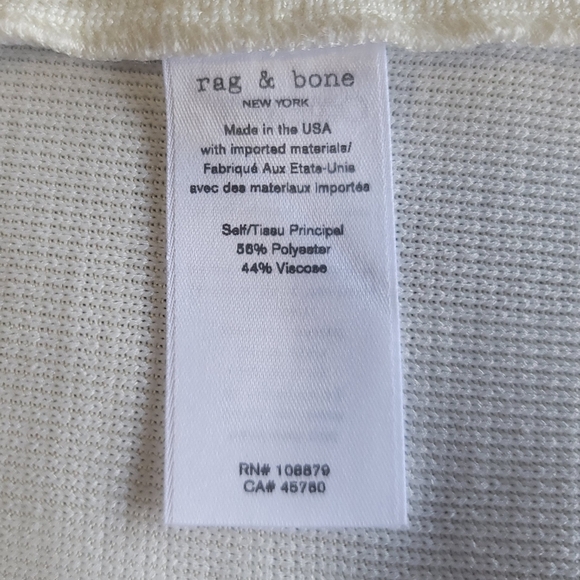 rag & bone
NEW YORK
Made in the USA
with imported materials/
Fabriqué Aux Etats-Unis
avec des materiaux importés
Self/Tissu Principal
56% Polyester
44% Viscose
RN# 108879
CA# 45760